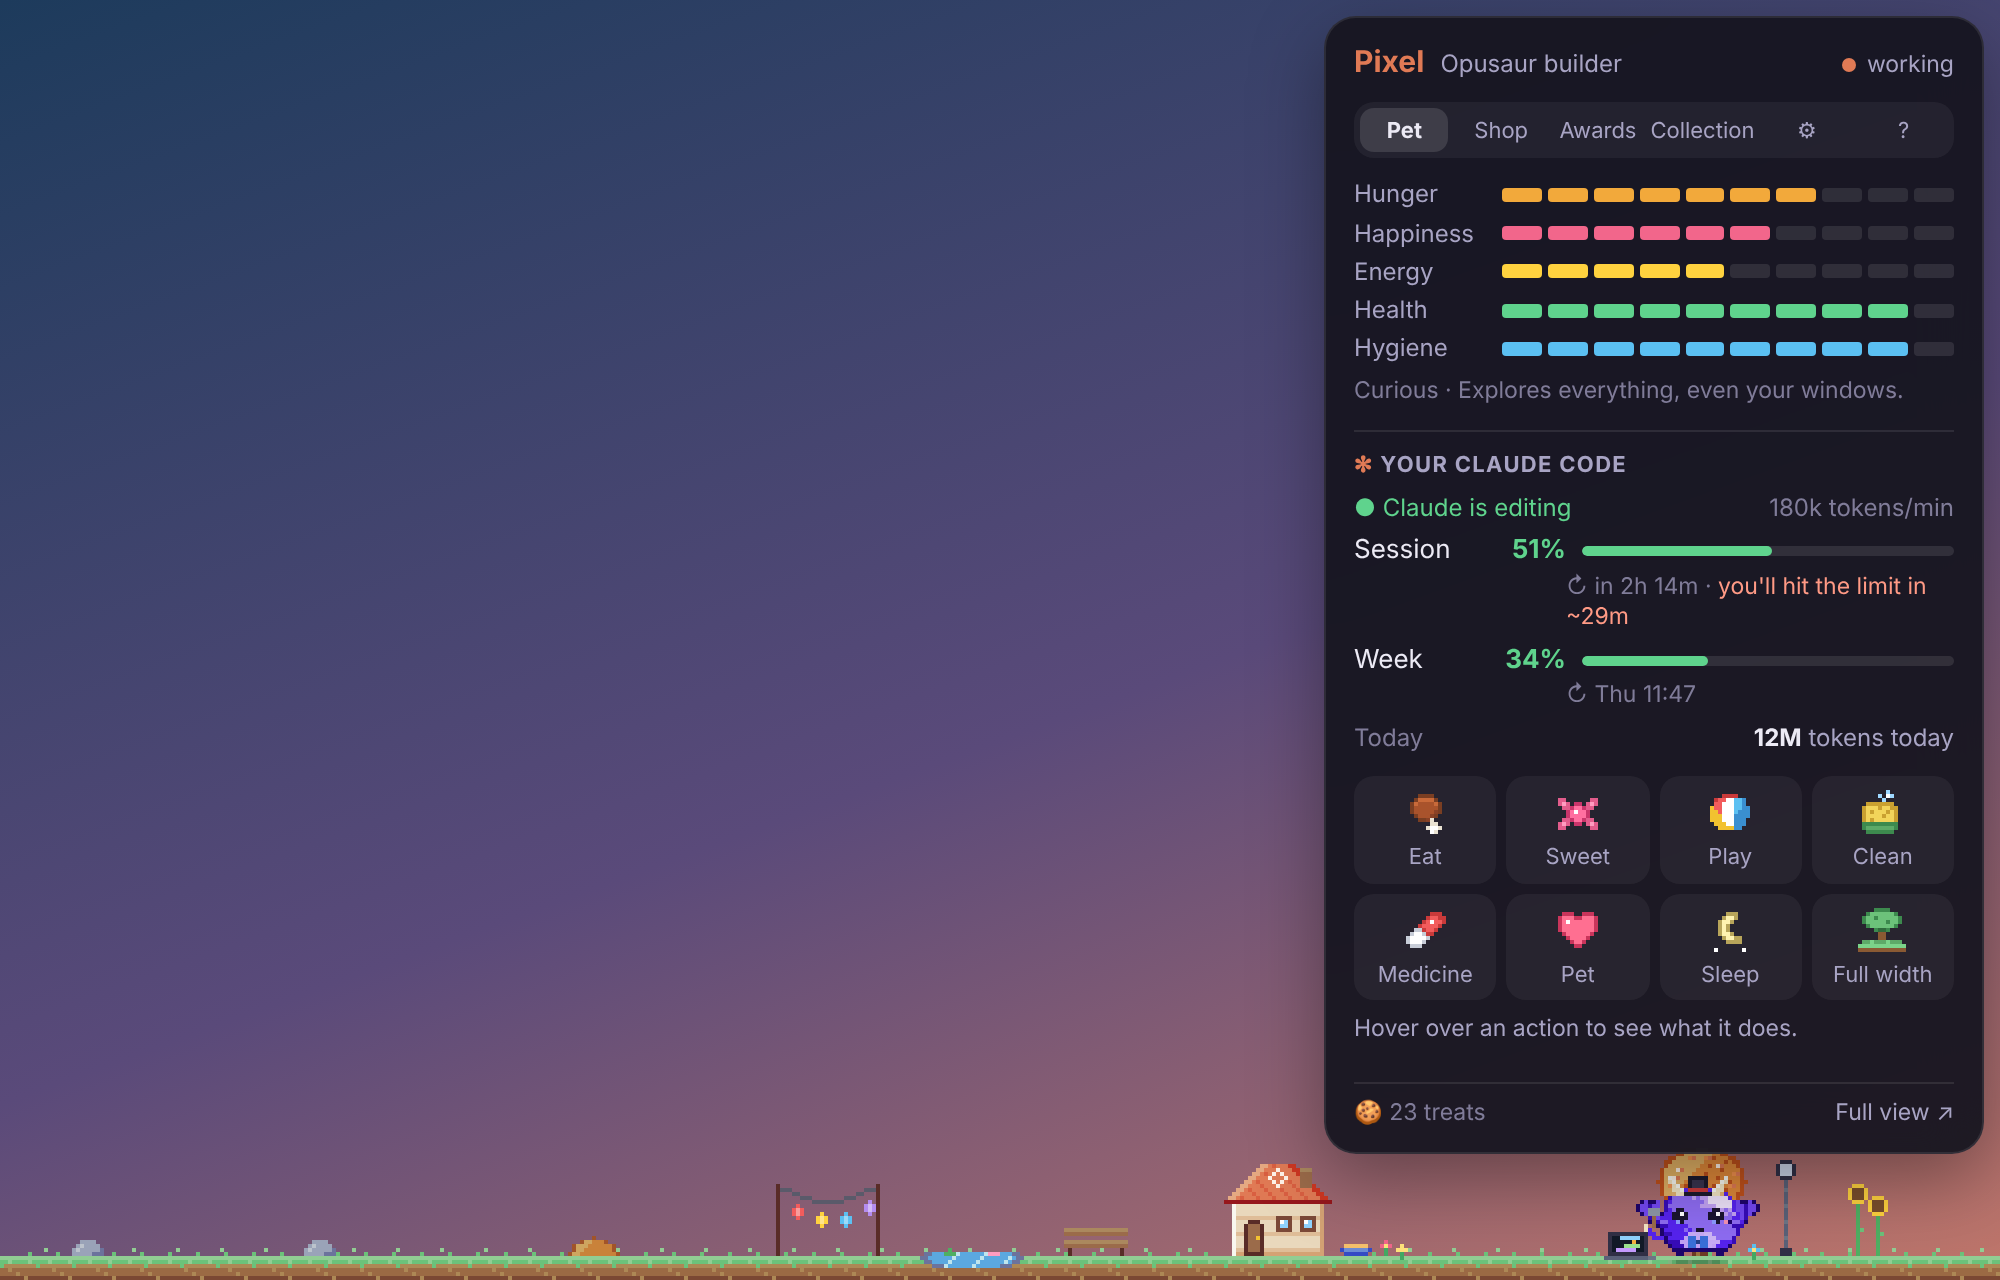 Pixel Opusaur builder working
Pet Shop Awards Collection ⚙ ?
Hunger
Happiness
Energy
Health
Hygiene
Curious · Explores everything, even your windows.
✻ YOUR CLAUDE CODE
Claude is editing 180k tokens/min
Session 51%
↻ in 2h 14m · you'll hit the limit in
~29m
Week 34%
↻ Thu 11:47
Today 12M tokens today
Eat Sweet Play Clean
Medicine Pet Sleep Full width
Hover over an action to see what it does.
🍪 23 treats Full view ↗